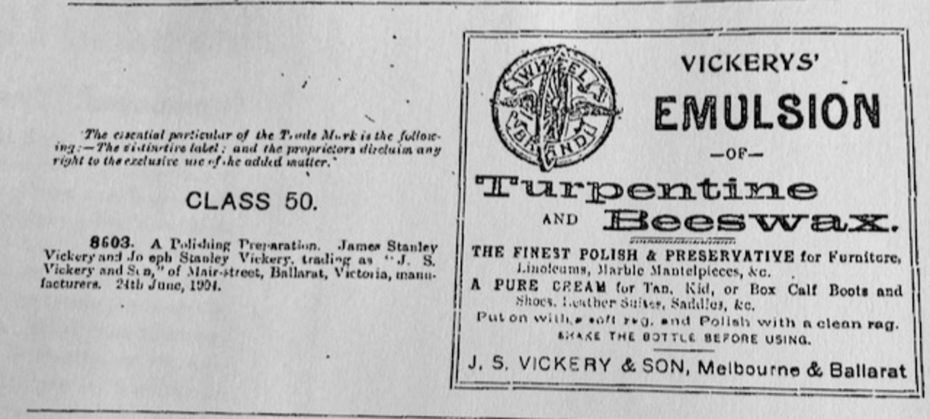 The essential particular of the Trade Mark is the follow-
ing:—The distinctive label; and the proprietors disclaim any
right to the exclusive use of he added matter.
CLASS 50.
8603. A Polishing Preparation. James Stanley
Vickery and Jo eph Stanley Vickery, trading as "J. S.
Vickery and Son," of Mair-street, Ballarat, Victoria, manu-
facturers. 24th June, 1904.
WHEEL
BRAND
VICKERYS'
EMULSION
—OF—
Turpentine
AND Beeswax.
THE FINEST POLISH & PRESERVATIVE for Furniture,
Linoleums, Marble Mantelpieces, &c.
A PURE CREAM for Tan, Kid, or Box Calf Boots and
Shoes, Leather Suites, Saddles, &c.
Put on with a soft rag, and Polish with a clean rag.
SHAKE THE BOTTLE BEFORE USING.
J. S. VICKERY & SON, Melbourne & Ballarat